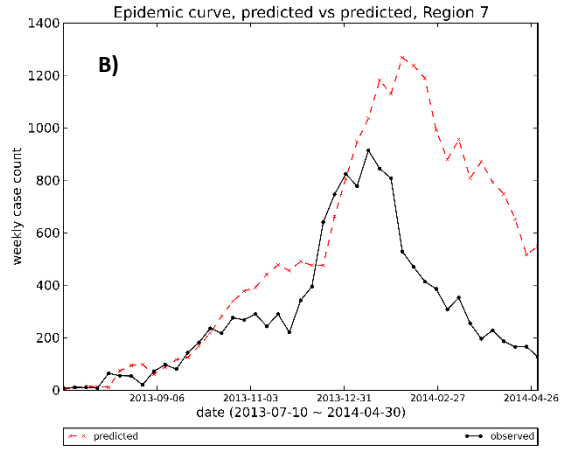 Epidemic curve, predicted vs predicted, Region 7
B)
1400
1200
1000
800
600
400
200
0
weekly case count
2013-09-06 2013-11-03 2013-12-31 2014-02-27 2014-04-26
date (2013-07-10 ~ 2014-04-30)
predicted observed